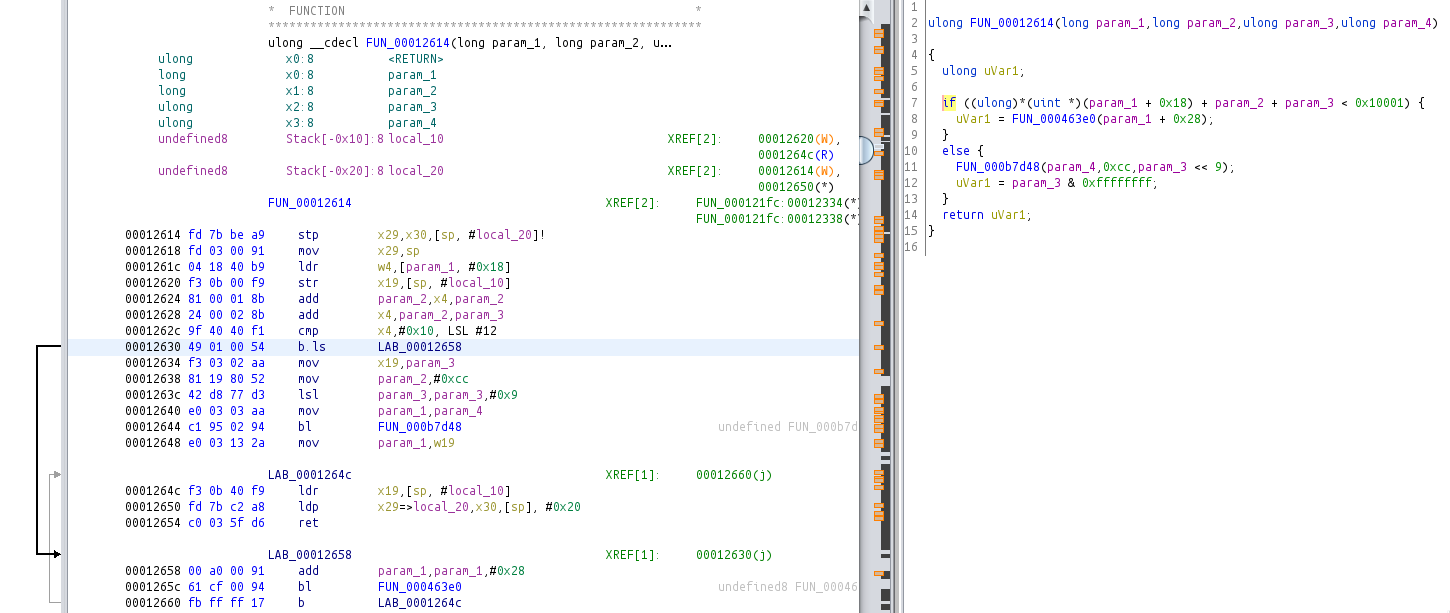 *  FUNCTION  *
**************************************************************
ulong __cdecl FUN_00012614(long param_1, long param_2, u...
ulong x0:8 <RETURN>
long x0:8 param_1
long x1:8 param_2
ulong x2:8 param_3
ulong x3:8 param_4
undefined8 Stack[-0x10]:8 local_10 XREF[2]: 00012620(W),
0001264c(R)
undefined8 Stack[-0x20]:8 local_20 XREF[2]: 00012614(W),
00012650(*)
FUN_00012614 XREF[2]: FUN_000121fc:00012334(*
FUN_000121fc:00012338(*
00012614 fd 7b be a9 stp x29,x30,[sp, #local_20]!
00012618 fd 03 00 91 mov x29,sp
0001261c 04 18 40 b9 ldr w4,[param_1, #0x18]
00012620 f3 0b 00 f9 str x19,[sp, #local_10]
00012624 81 00 01 8b add param_2,x4,param_2
00012628 24 00 02 8b add x4,param_2,param_3
0001262c 9f 40 40 f1 cmp x4,#0x10, LSL #12
00012630 49 01 00 54 b.ls LAB_00012658
00012634 f3 03 02 aa mov x19,param_3
00012638 81 19 80 52 mov param_2,#0xcc
0001263c 42 d8 77 d3 lsl param_3,param_3,#0x9
00012640 e0 03 03 aa mov param_1,param_4
00012644 c1 95 02 94 bl FUN_000b7d48 undefined FUN_000b7d
00012648 e0 03 13 2a mov param_1,w19
LAB_0001264c XREF[1]: 00012660(j)
0001264c f3 0b 40 f9 ldr x19,[sp, #local_10]
00012650 fd 7b c2 a8 ldp x29=>local_20,x30,[sp], #0x20
00012654 c0 03 5f d6 ret
LAB_00012658 XREF[1]: 00012630(j)
00012658 00 a0 00 91 add param_1,param_1,#0x28
0001265c 61 cf 00 94 bl FUN_000463e0 undefined8 FUN_00046
00012660 fb ff ff 17 b LAB_0001264c
1
2 ulong FUN_00012614(long param_1,long param_2,ulong param_3,ulong param_4)
3
4 {
5 ulong uVar1;
6
7 if ((ulong)*(uint *)(param_1 + 0x18) + param_2 + param_3 < 0x10001) {
8 uVar1 = FUN_000463e0(param_1 + 0x28);
9 }
10 else {
11 FUN_000b7d48(param_4,0xcc,param_3 << 9);
12 uVar1 = param_3 & 0xffffffff;
13 }
14 return uVar1;
15 }
16